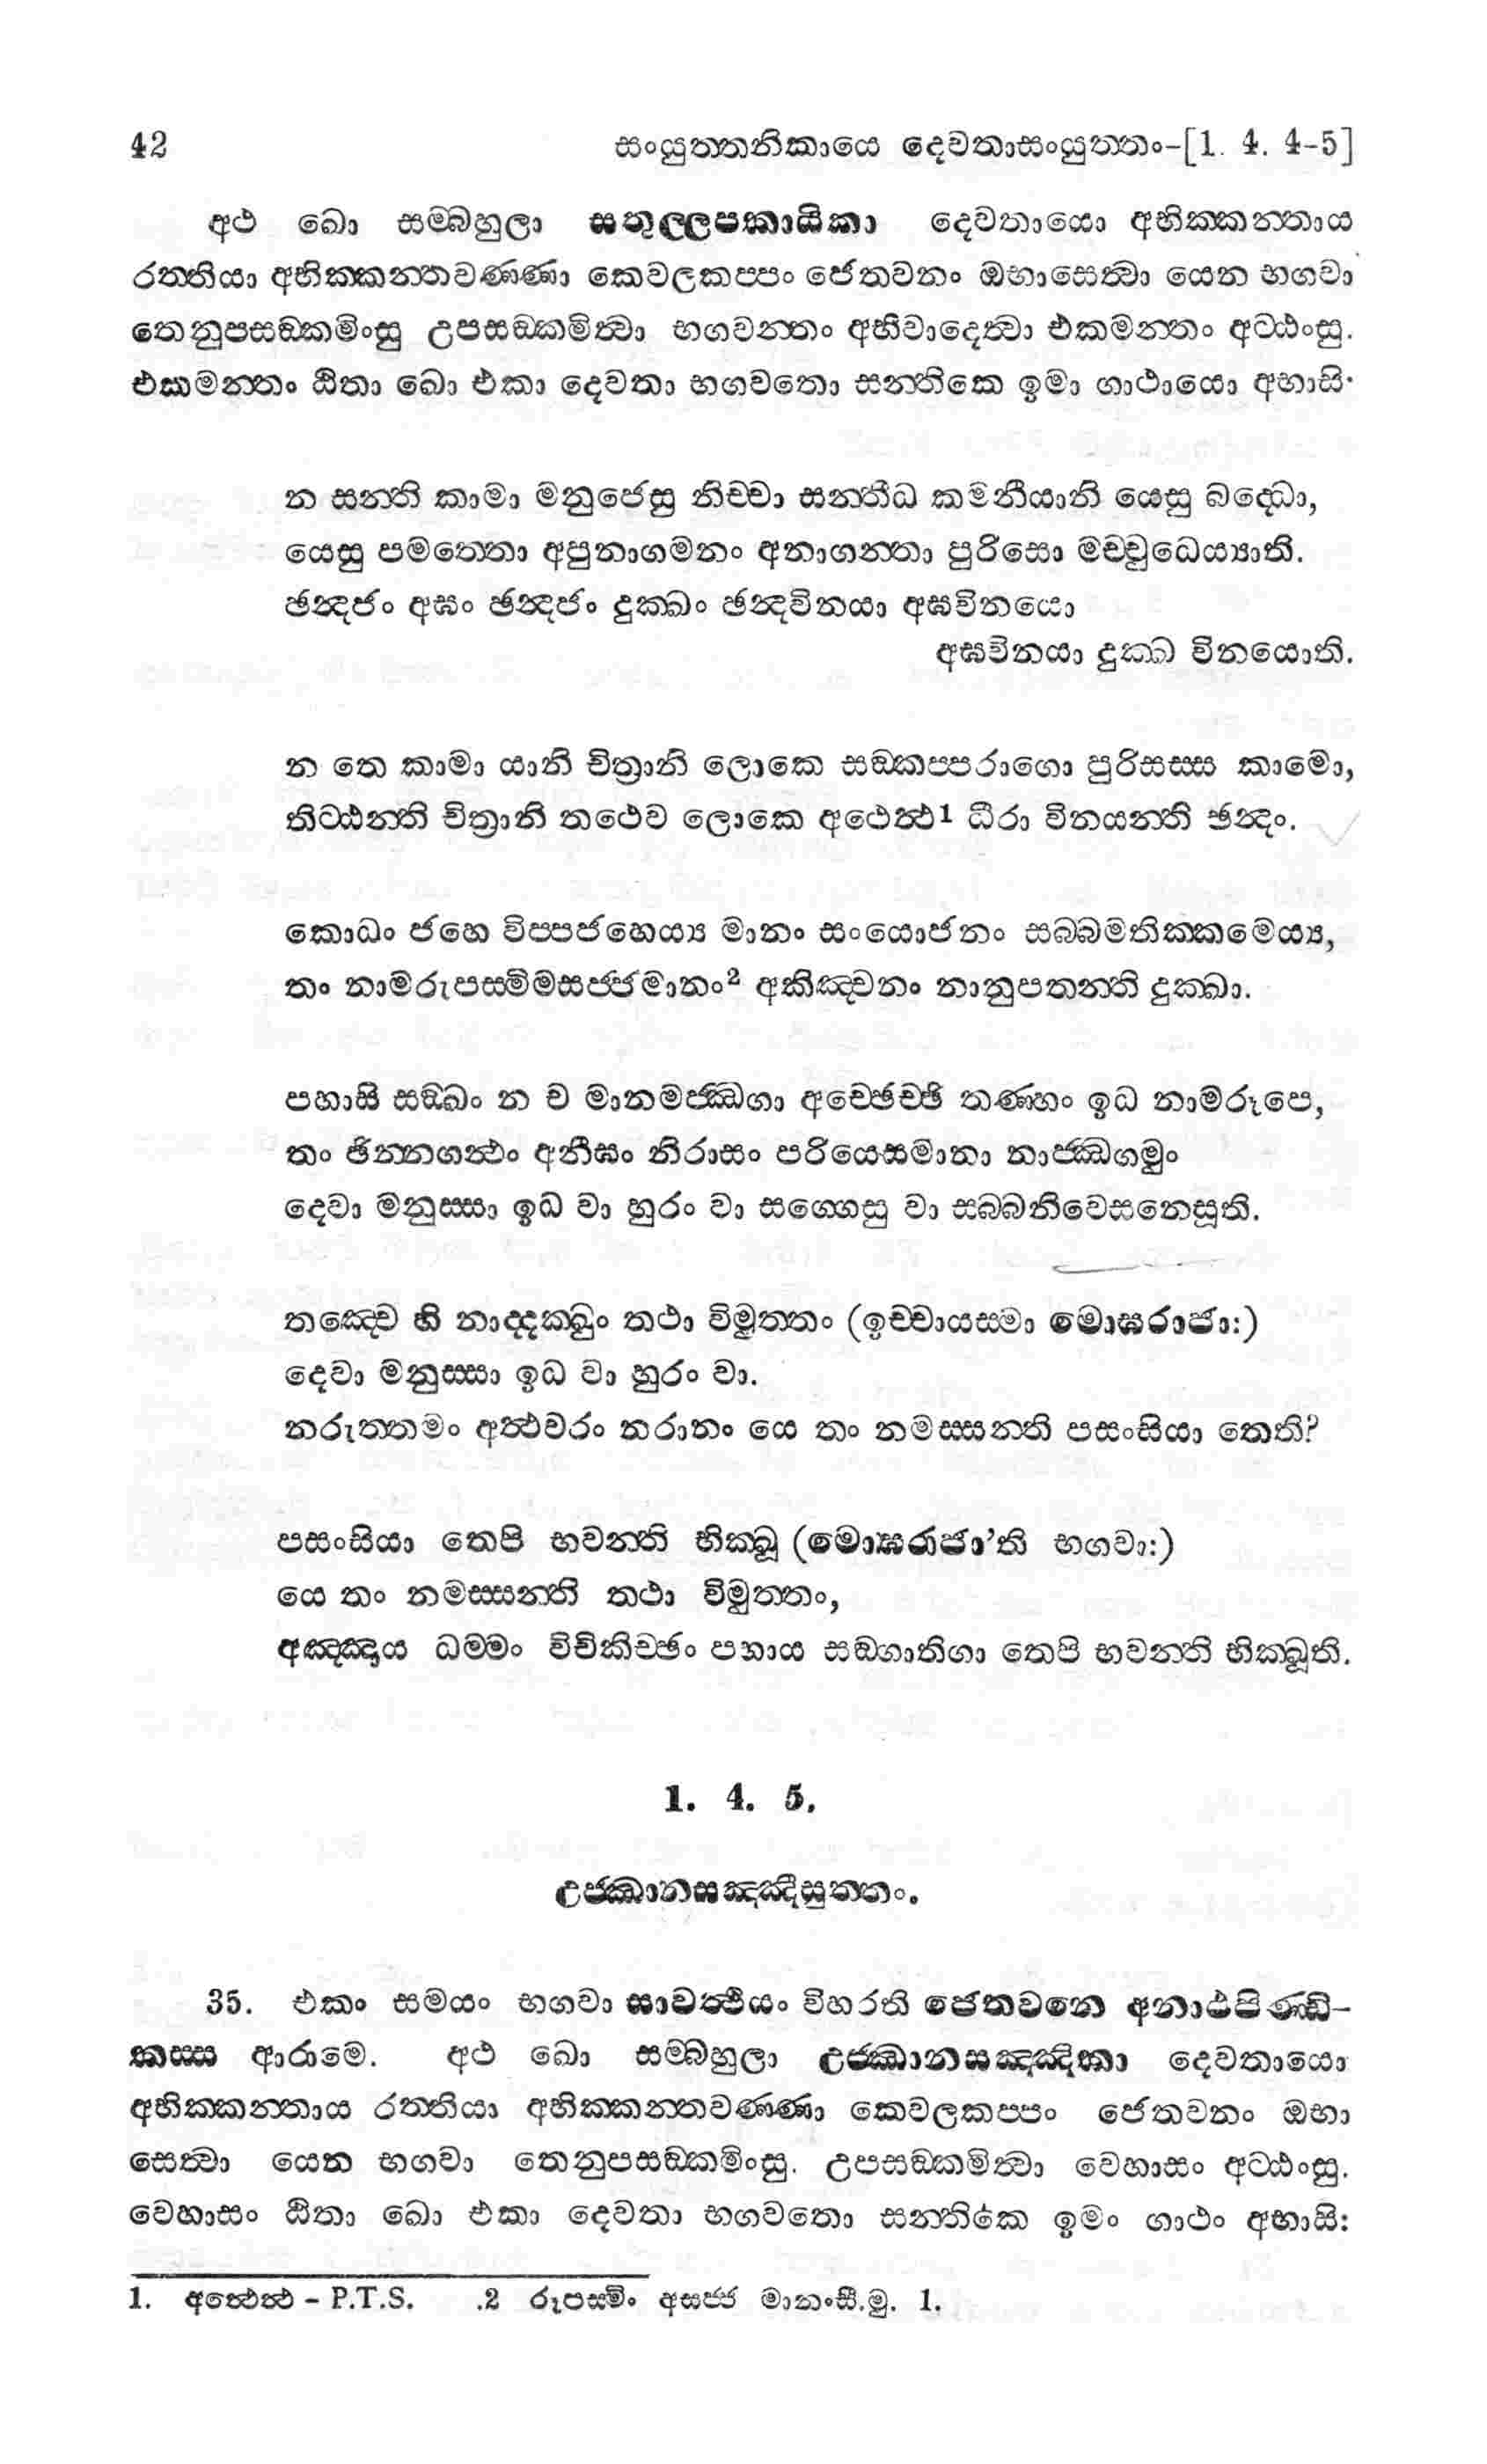 42 සංයුත්තනිකායෙ දෙවතාසංයුත්තං-[1. 4. 4-5]
අථ ඛො සම්බහුලා සතුල්ලපකායිකා දෙවතායො අභික්කන්තාය
රත්තියා අභික්කන්තවණ්ණා කෙවලකප්පං ජෙතවනං ඔභාසෙත්වා යෙන භගවා
තෙනුපසඞ්කමිංසු උපසඞ්කමිත්වා භගවන්තං අභිවාදෙත්වා එකමන්තං අට්ඨංසු.
එකමන්තං ඨිතා ඛො එකා දෙවතා භගවතො සන්තිකෙ ඉමා ගාථායො අභාසි.
න සන්ති කාමා මනුජෙසු නිච්චා සන්තීධ කමනීයානි යෙසු බද්ධො,
යෙසු පමත්තො අපුනාගමනං අනාගන්තා පුරිසො මච්චුධෙය්‍යාති.
ඡන්දජං අඝං ඡන්දජං දුක්ඛං ඡන්දවිනයා අඝවිනයො
අඝවිනයා දුක්ඛ විනයොති.
න තෙ කාමා යානි චිත්‍රානි ලොකෙ සඞ්කප්පරාගො පුරිසස්ස කාමො,
තිට්ඨන්ති චිත්‍රානි තථෙව ලොකෙ අථෙත්ථ1 ධීරා විනයන්ති ඡන්දං.
කොධං ජහෙ විප්පජහෙය්‍ය මානං සංයොජනං සබ්බමතික්කමෙය්‍ය,
තං නාමරුපස්මිමසජ්ජමානං2 අකිඤ්චනං නානුපතන්ති දුක්ඛා.
පහාසි සඞ්ඛං න ච මානමජ්ඣගා අච්ඡෙච්ඡි තණ්හං ඉධ නාමරූපෙ,
තං ඡින්නගන්ථං අනීඝං නිරාසං පරියෙසමානා නාජ්ඣගමුං
දෙවා මනුස්සා ඉධ වා හුරං වා සග්ගෙසු වා සබ්බනිවෙසනෙසූති.
තඤ්චෙ හි නාද්දක්ඛුං තථා විමුත්තං (ඉච්චායස්මා මොඝරාජා:)
දෙවා මනුස්සා ඉධ වා හුරං වා.
නරුත්තමං අත්ථචරං නරානං යෙ තං නමස්සන්ති පසංසියා තෙති?
පසංසියා තෙපි භවන්ති භික්ඛූ (මොඝරාජා’ති භගවා:)
යෙ තං නමස්සන්ති තථා විමුත්තං,
අඤ්ඤාය ධම්මං විචිකිච්ඡං පහාය සඞ්ගාතිගා තෙපි භවන්ති භික්ඛූති.
1. 4. 5.
උජ්ඣානසඤ්ඤීසුත්තං.
35. එකං සමයං භගවා සාවත්ථියං විහරති ජෙතවනෙ අනාථපිණ්ඩි-
කස්ස ආරාමෙ. අථ ඛො සම්බහුලා උජ්ඣානසඤ්ඤිකා දෙවතායො
අභික්කන්තාය රත්තියා අභික්කන්තවණ්ණා කෙවලකප්පං ජෙතවනං ඔභා
සෙත්වා යෙන භගවා තෙනුපසඞ්කමිංසු. උපසඞ්කමිත්වා වෙහාසං අට්ඨංසු.
වෙහාසං ඨිතා ඛො එකා දෙවතා භගවතො සන්තිකෙ ඉමං ගාථං අභාසි:
1. අත්ථෙත්ථ - P.T.S. .2 රූපස්මිං අසජ්ජ මානංසී.මු. 1.